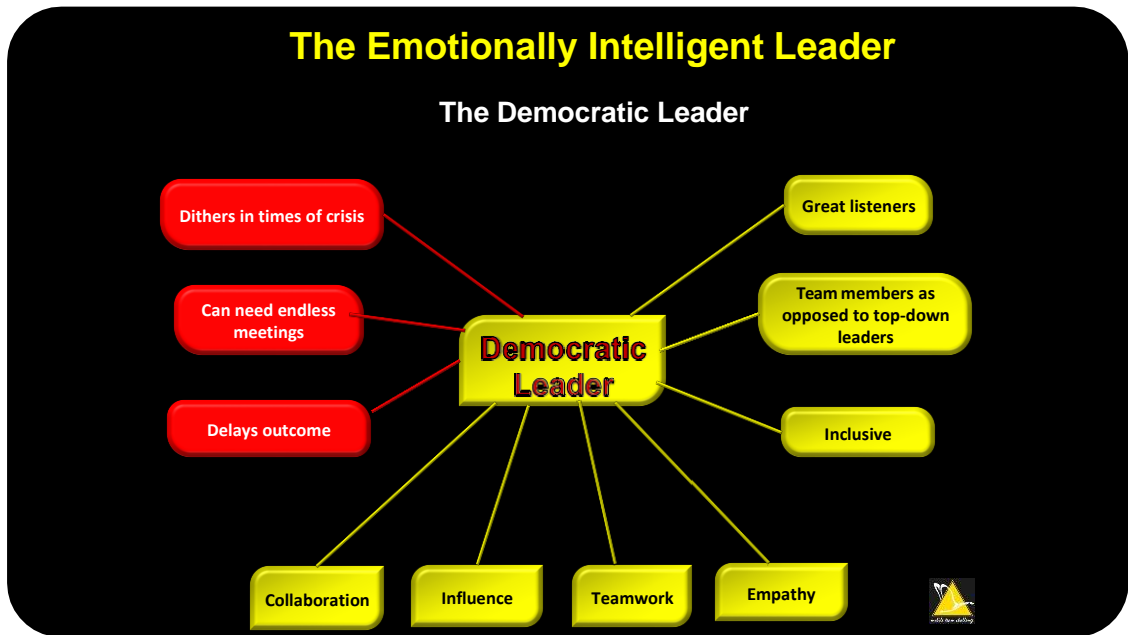 The Emotionally Intelligent Leader
The Democratic Leader
Dithers in times of crisis
Can need endless
meetings
Delays outcome
Democratic
Leader
Great listeners
Team members as
opposed to top-down
leaders
Inclusive
Collaboration
Influence
Teamwork
Empathy